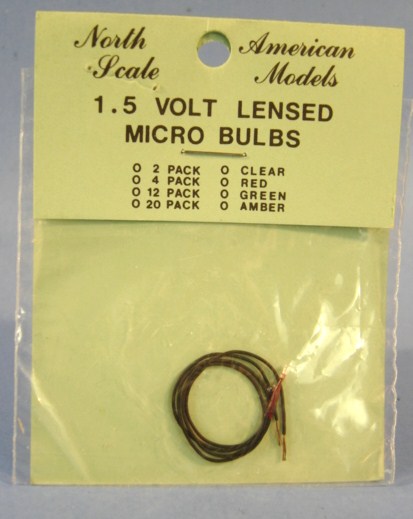 North American
Scale Models
1.5 VOLT LENSED
MICRO BULBS
O 2 PACK O CLEAR
O 4 PACK O RED
O 12 PACK O GREEN
O 20 PACK O AMBER